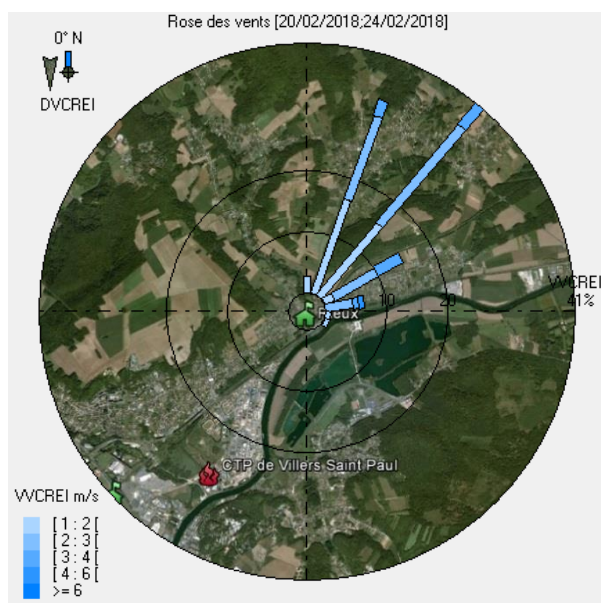 Rose des vents [20/02/2018;24/02/2018]
0° N
DVCREI
VVCREI
41%
10
20
Rieux
CTP de Villers Saint Paul
VVCREI m/s
[ 1 : 2 [
[ 2 : 3 [
[ 3 : 4 [
[ 4 : 6 [
>= 6